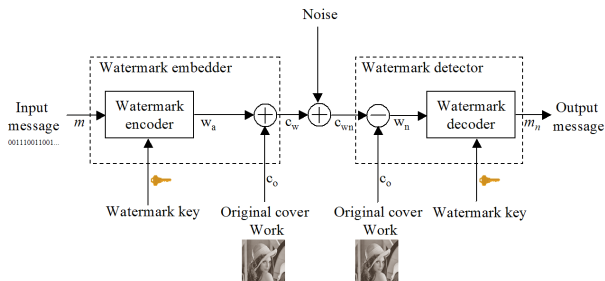 Noise
Watermark embedder
Watermark detector
Input
message
001110011001...
m
Watermark
encoder
wa
+
cw
+
cwn
−
wn
Watermark
decoder
mn
Output
message
co
co
Watermark key
Original cover
Work
Original cover
Work
Watermark key